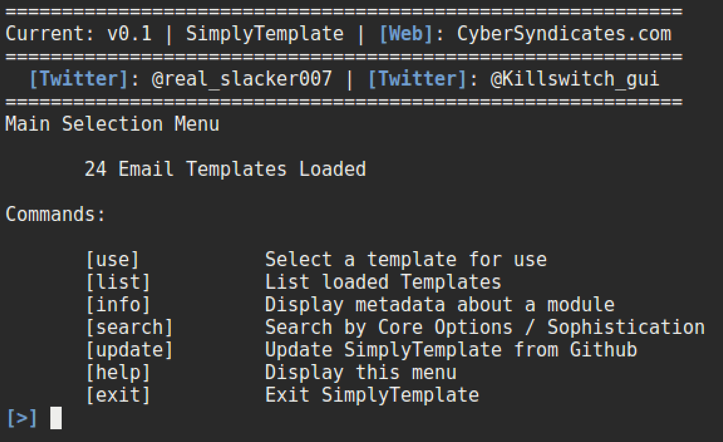 ============================================================
Current: v0.1 | SimplyTemplate | [Web]: CyberSyndicates.com
============================================================
[Twitter]: @real_slacker007 | [Twitter]: @Killswitch_gui
============================================================
Main Selection Menu
24 Email Templates Loaded
Commands:
[use] Select a template for use
[list] List loaded Templates
[info] Display metadata about a module
[search] Search by Core Options / Sophistication
[update] Update SimplyTemplate from Github
[help] Display this menu
[exit] Exit SimplyTemplate
[>]